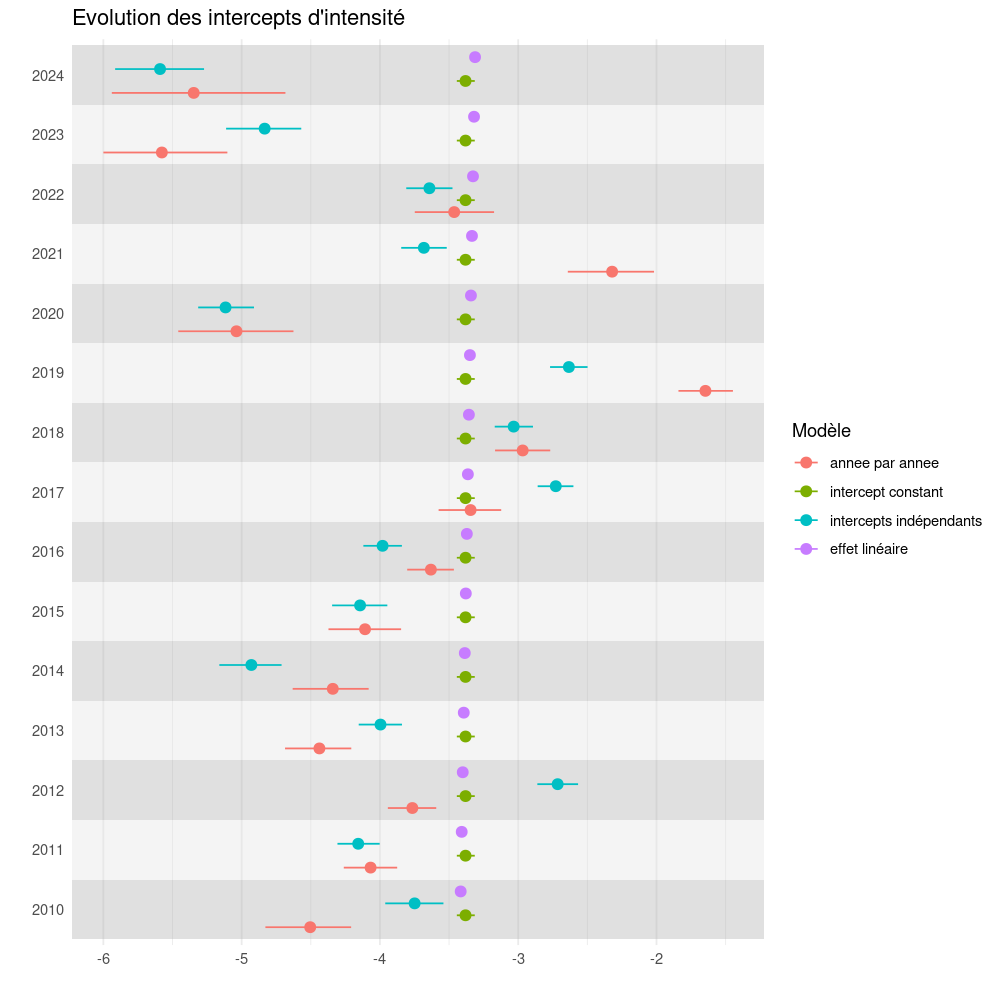 Evolution des intercepts d'intensité
2024
2023
2022
2021
2020
2019
2018
2017
2016
2015
2014
2013
2012
2011
2010
-6 -5 -4 -3 -2
Modèle
annee par annee
intercept constant
intercepts indépendants
effet linéaire